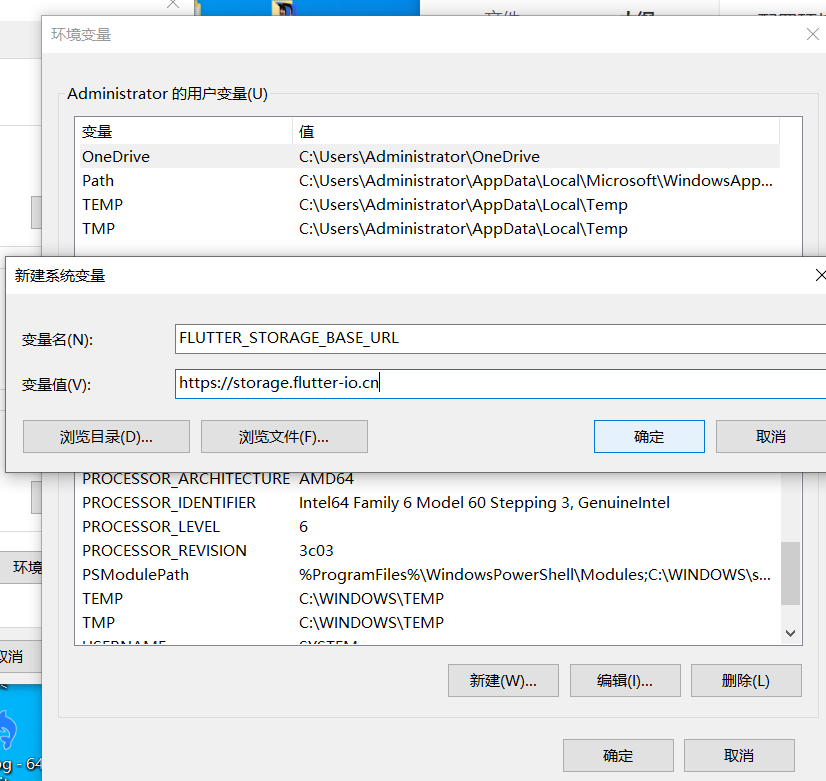 环境变量
Administrator 的用户变量(U)
变量 值
OneDrive C:\Users\Administrator\OneDrive
Path C:\Users\Administrator\AppData\Local\Microsoft\WindowsApp...
TEMP C:\Users\Administrator\AppData\Local\Temp
TMP C:\Users\Administrator\AppData\Local\Temp
新建系统变量
变量名(N): FLUTTER_STORAGE_BASE_URL
变量值(V): https://storage.flutter-io.cn
浏览目录(D)... 浏览文件(F)... 确定 取消
PROCESSOR_ARCHITECTURE AMD64
PROCESSOR_IDENTIFIER Intel64 Family 6 Model 60 Stepping 3, GenuineIntel
PROCESSOR_LEVEL 6
PROCESSOR_REVISION 3c03
环境
PSModulePath %ProgramFiles%\WindowsPowerShell\Modules;C:\WINDOWS\s...
TEMP C:\WINDOWS\TEMP
TMP C:\WINDOWS\TEMP
USERNAME SYSTEM
取消
新建(W)... 编辑(I)... 删除(L)
确定 取消
og - 64